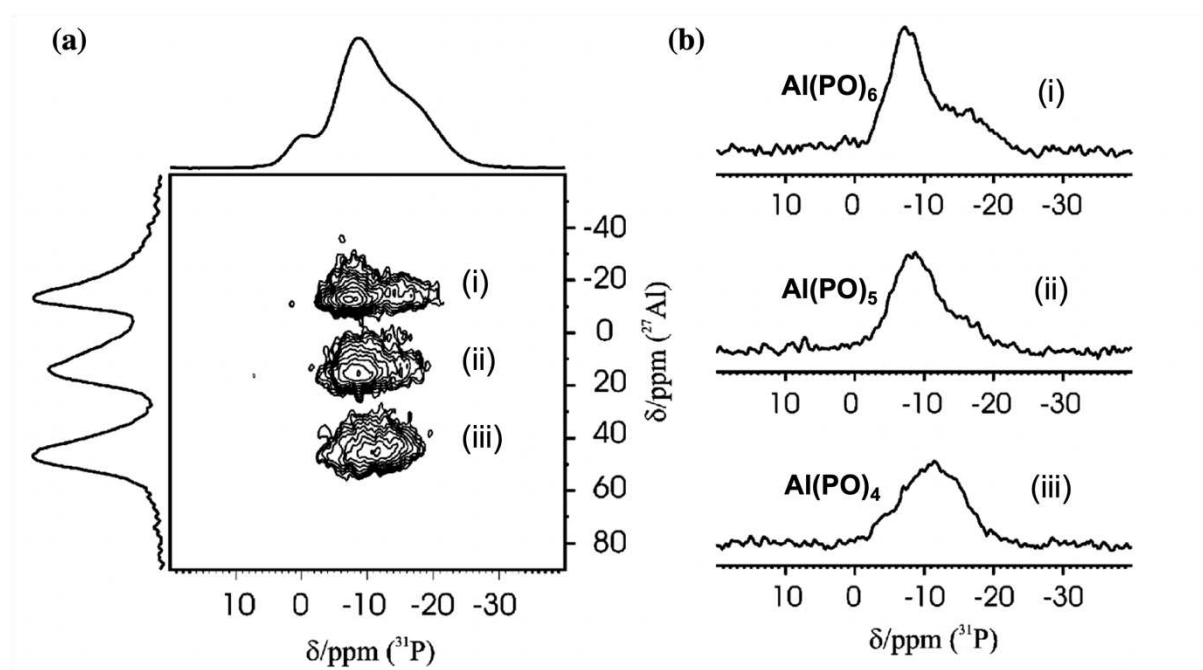 (a)
-40
-20
0
20
40
60
80
δ/ppm (²⁷Al)
(i)
(ii)
(iii)
10 0 -10 -20 -30
δ/ppm (³¹P)
(b)
Al(PO)₆ (i)
10 0 -10 -20 -30
Al(PO)₅ (ii)
10 0 -10 -20 -30
Al(PO)₄ (iii)
10 0 -10 -20 -30
δ/ppm (³¹P)